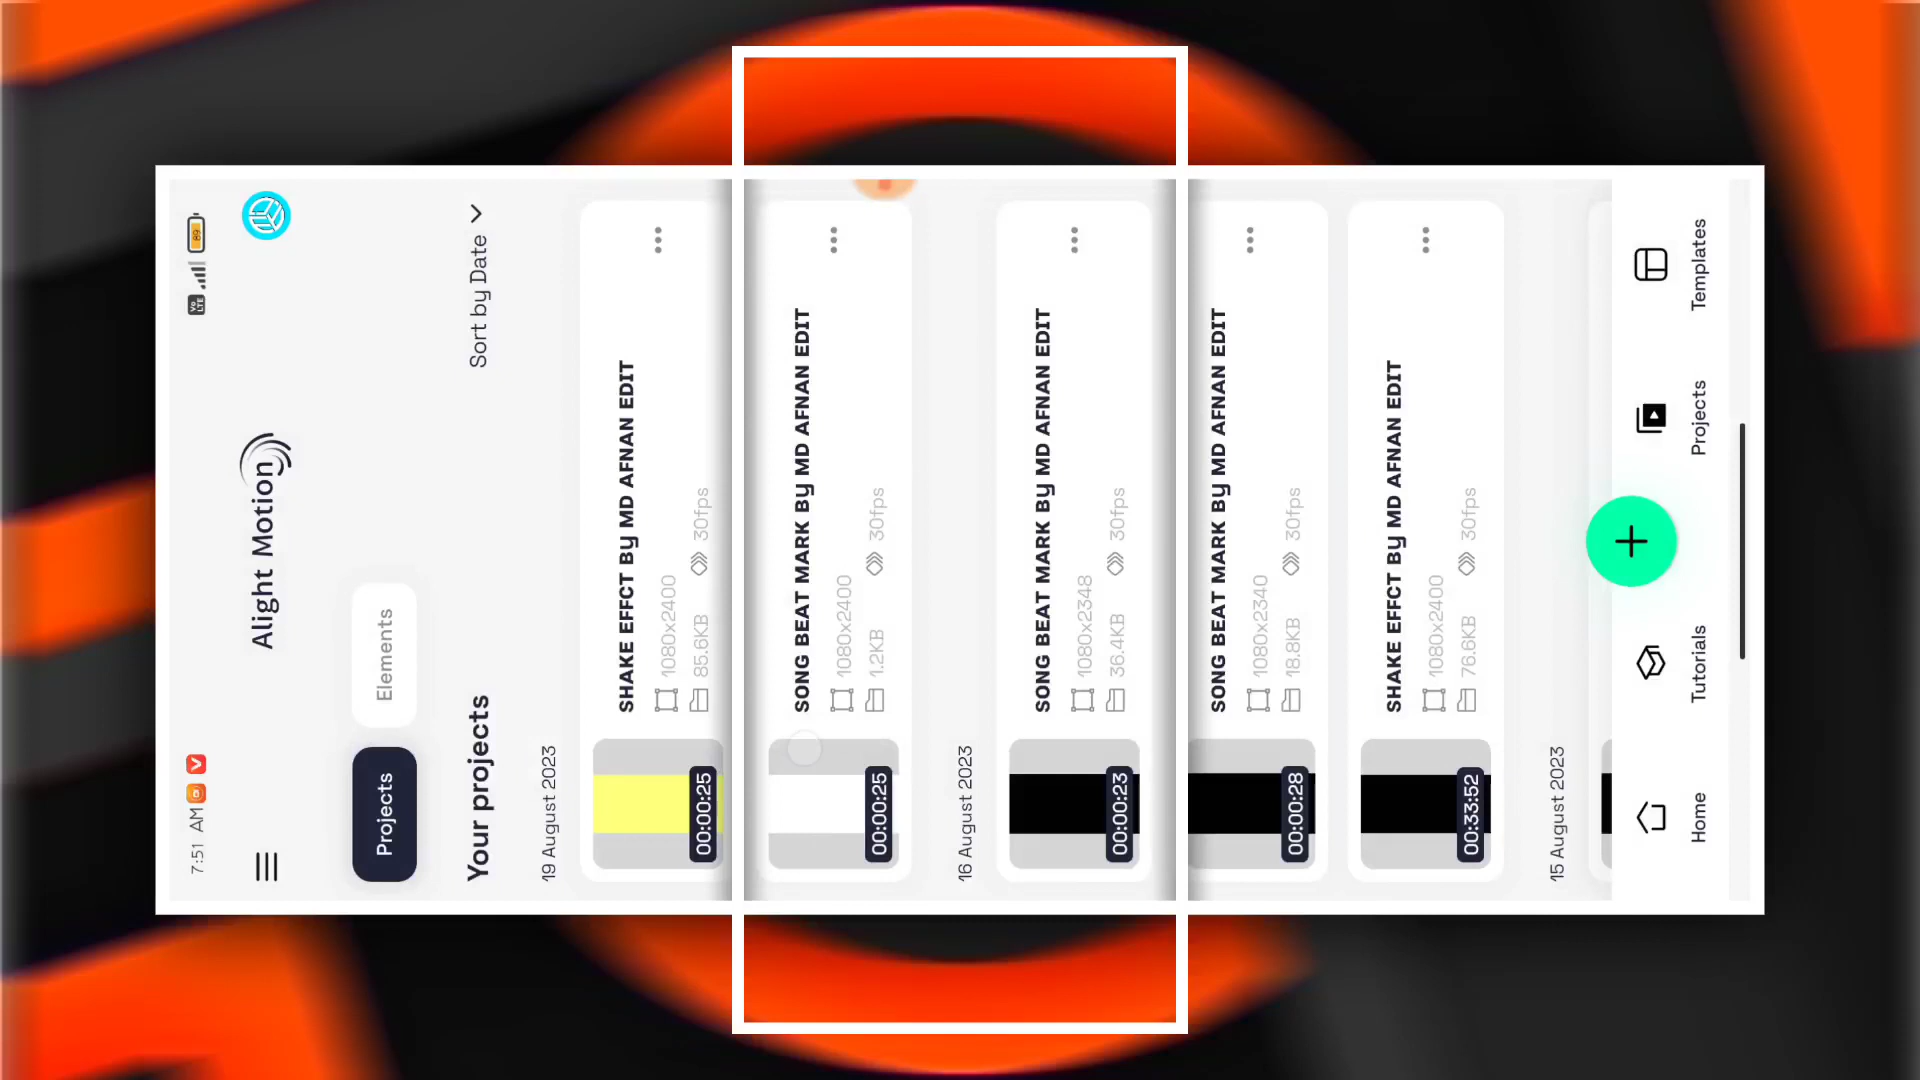 7:51 AM
Vo LTE
89
Alight Motion
Projects
Elements
Your projects
Sort by Date
19 August 2023
SHAKE EFFCT By MD AFNAN EDIT
1080x2400
85.6KB
30fps
00:00:25
SONG BEAT MARK By MD AFNAN EDIT
1080x2400
1.2KB
30fps
00:00:25
16 August 2023
SONG BEAT MARK By MD AFNAN EDIT
1080x2348
36.4KB
30fps
00:00:23
SONG BEAT MARK By MD AFNAN EDIT
1080x2340
18.8KB
30fps
00:00:28
SHAKE EFFCT By MD AFNAN EDIT
1080x2400
76.6KB
30fps
00:33:52
15 August 2023
Home
Tutorials
Projects
Templates